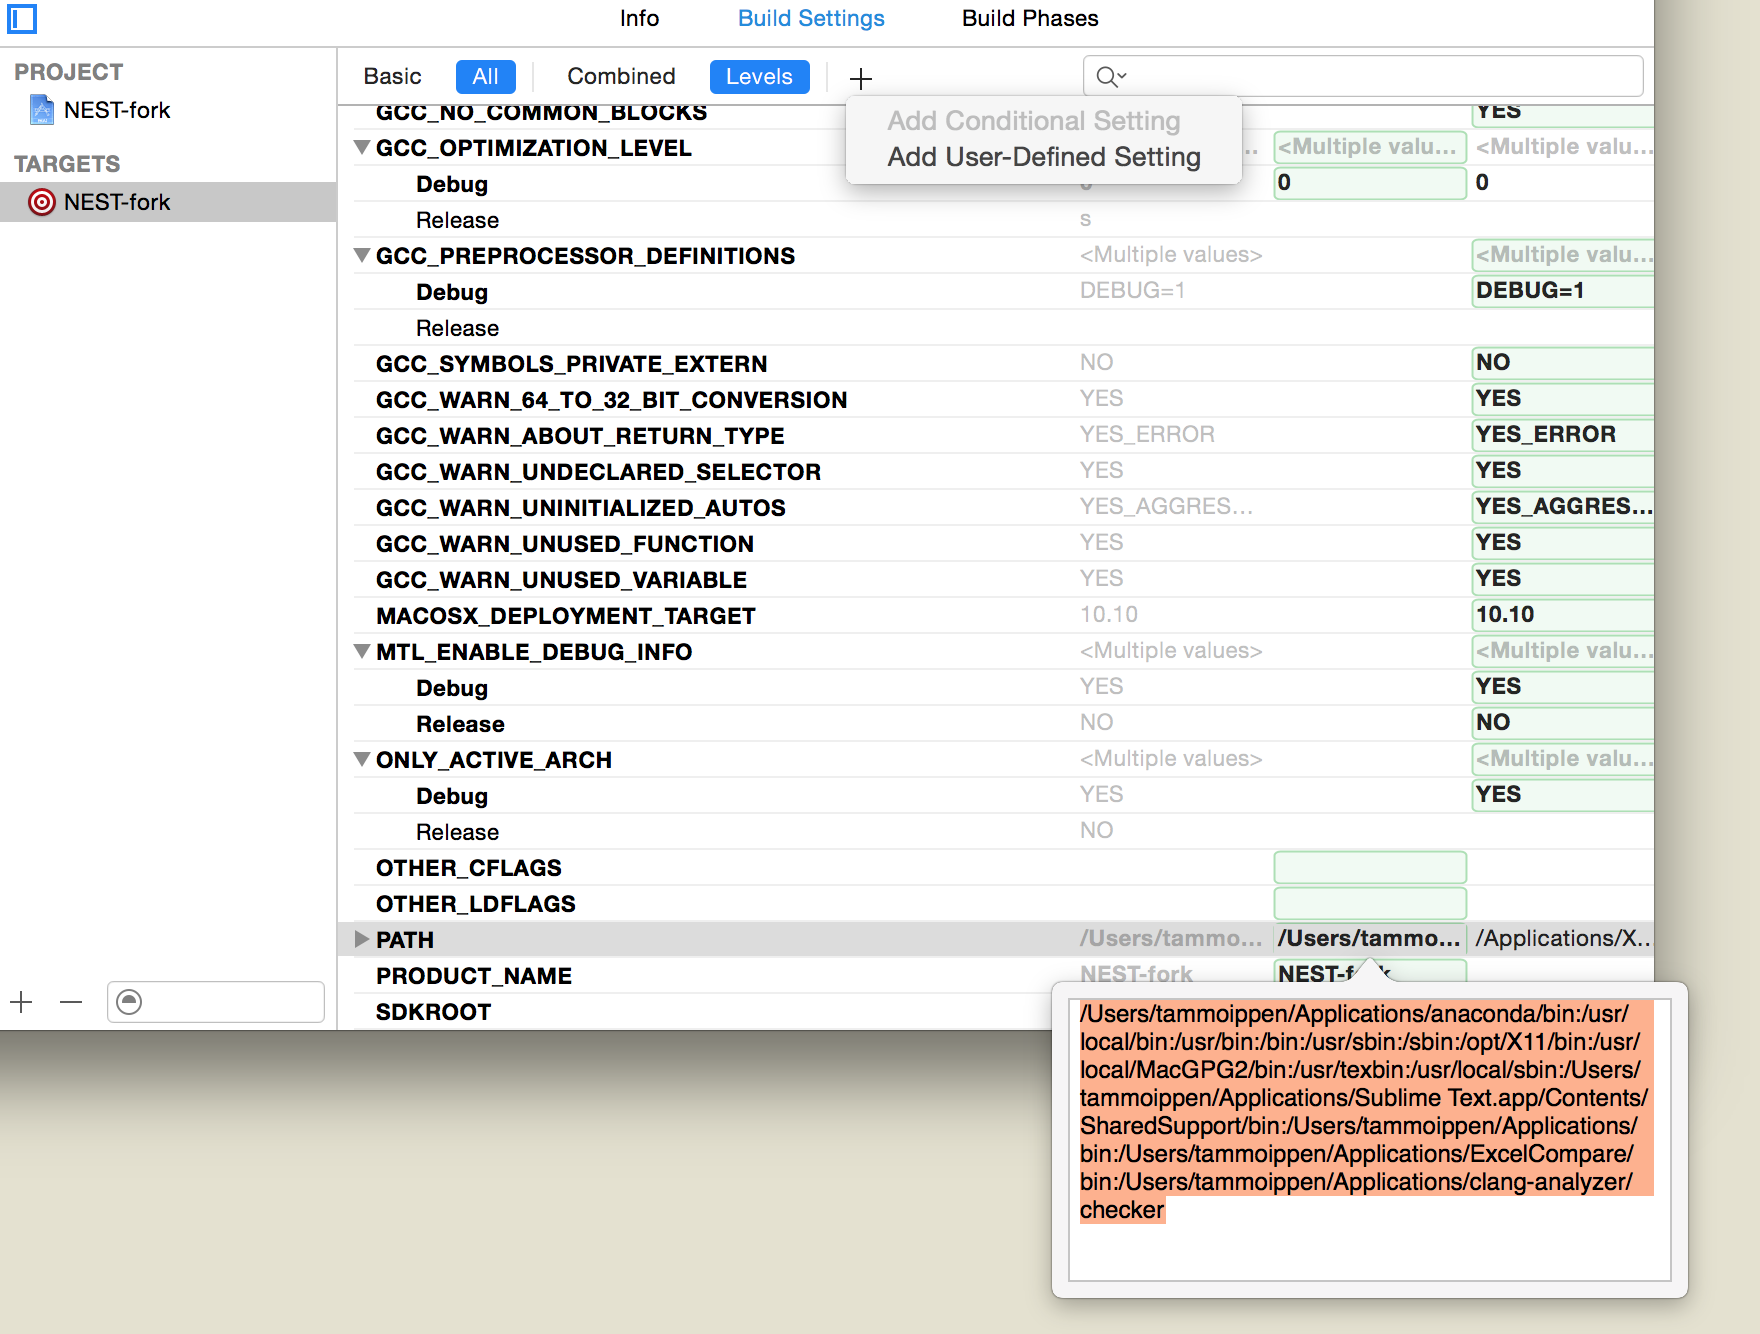 Info Build Settings Build Phases
PROJECT
NEST-fork
TARGETS
NEST-fork
Basic All Combined Levels
Add Conditional Setting
Add User-Defined Setting
GCC_NO_COMMON_BLOCKS YES
GCC_OPTIMIZATION_LEVEL <Multiple valu... <Multiple valu...
Debug 0 0
Release s
GCC_PREPROCESSOR_DEFINITIONS <Multiple values> <Multiple valu...
Debug DEBUG=1 DEBUG=1
Release
GCC_SYMBOLS_PRIVATE_EXTERN NO NO
GCC_WARN_64_TO_32_BIT_CONVERSION YES YES
GCC_WARN_ABOUT_RETURN_TYPE YES_ERROR YES_ERROR
GCC_WARN_UNDECLARED_SELECTOR YES YES
GCC_WARN_UNINITIALIZED_AUTOS YES_AGGRES... YES_AGGRES...
GCC_WARN_UNUSED_FUNCTION YES YES
GCC_WARN_UNUSED_VARIABLE YES YES
MACOSX_DEPLOYMENT_TARGET 10.10 10.10
MTL_ENABLE_DEBUG_INFO <Multiple values> <Multiple valu...
Debug YES YES
Release NO NO
ONLY_ACTIVE_ARCH <Multiple values> <Multiple valu...
Debug YES YES
Release NO
OTHER_CFLAGS
OTHER_LDFLAGS
PATH /Users/tammo... /Users/tammo... /Applications/X...
PRODUCT_NAME NEST-fork NEST-fork
SDKROOT
/Users/tammoippen/Applications/anaconda/bin:/usr/
local/bin:/usr/bin:/bin:/usr/sbin:/sbin:/opt/X11/bin:/usr/
local/MacGPG2/bin:/usr/texbin:/usr/local/sbin:/Users/
tammoippen/Applications/Sublime Text.app/Contents/
SharedSupport/bin:/Users/tammoippen/Applications/
bin:/Users/tammoippen/Applications/ExcelCompare/
bin:/Users/tammoippen/Applications/clang-analyzer/
checker